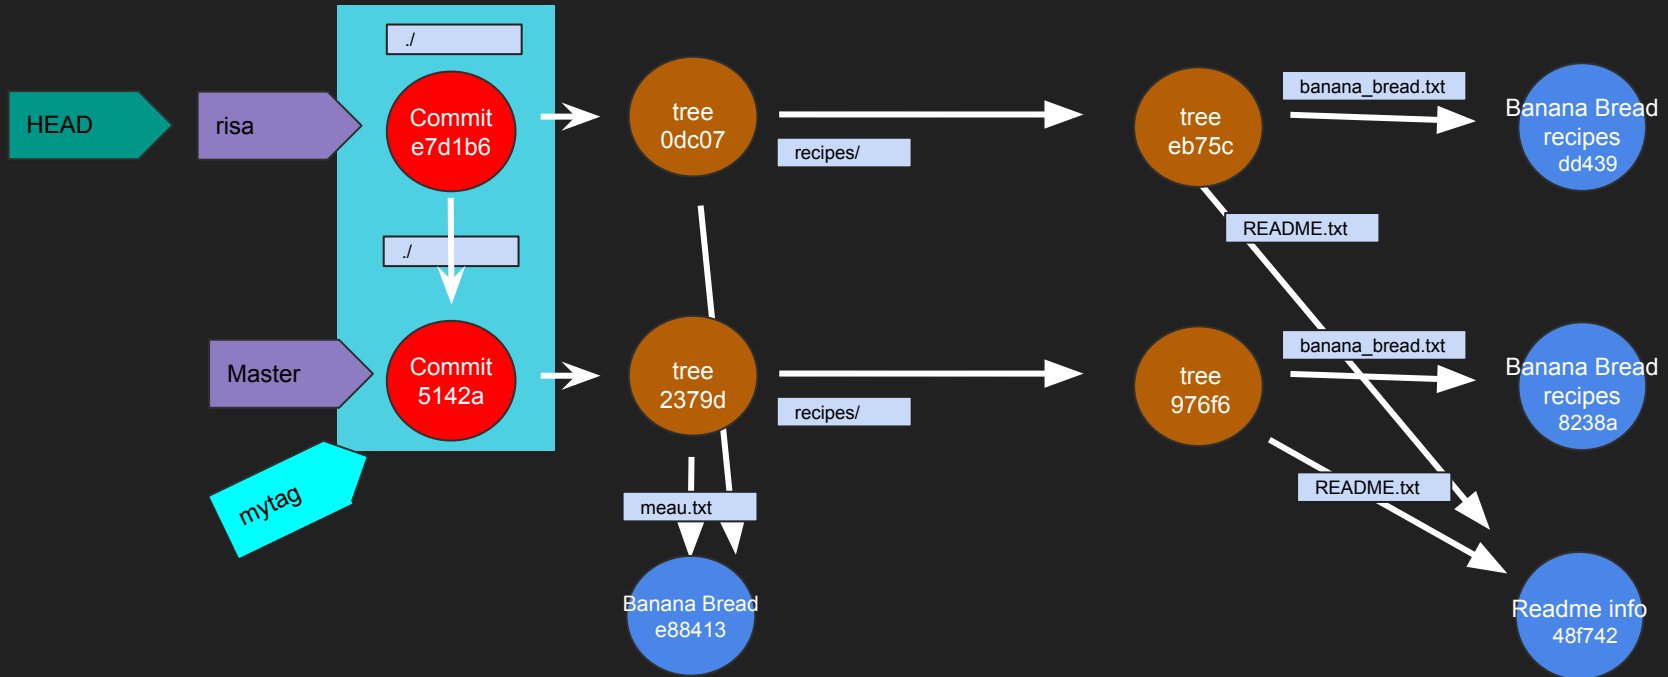 ./
HEAD
risa
Commit
e7d1b6
tree
0dc07
recipes/
tree
eb75c
banana_bread.txt
Banana Bread
recipes
dd439
README.txt
./
Master
Commit
5142a
tree
2379d
recipes/
tree
976f6
banana_bread.txt
Banana Bread
recipes
8238a
README.txt
mytag
meau.txt
Banana Bread
e88413
Readme info
48f742